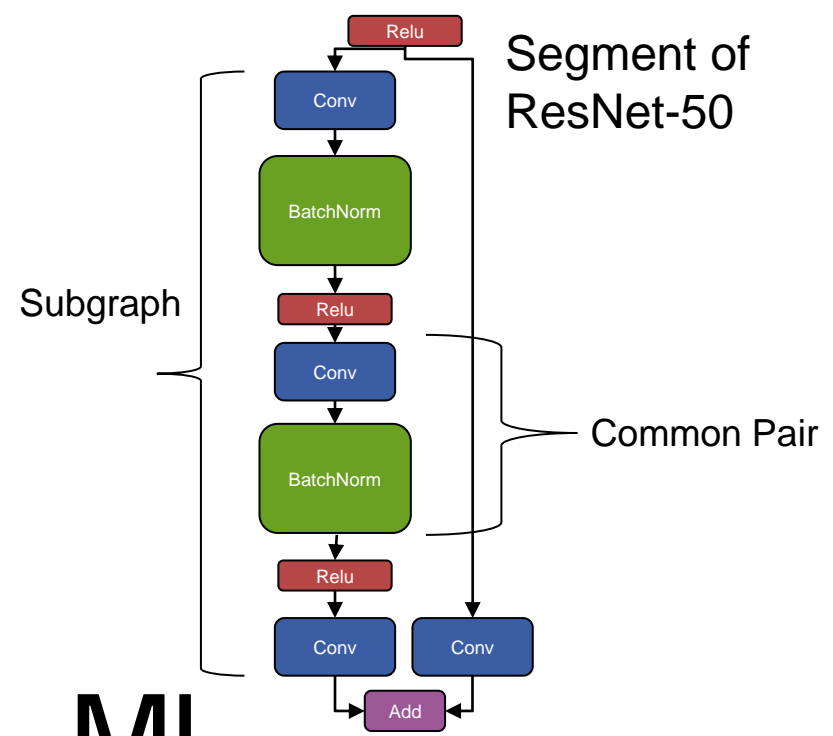 Relu
Segment of
ResNet-50
Conv
BatchNorm
Subgraph
Relu
Conv
Common Pair
BatchNorm
Relu
Conv
Conv
Add